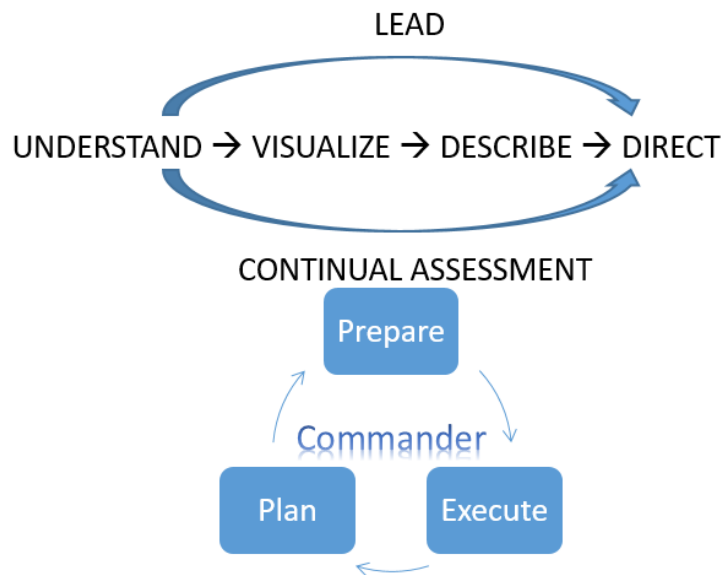 LEAD
UNDERSTAND → VISUALIZE → DESCRIBE → DIRECT
CONTINUAL ASSESSMENT
Prepare
Commander
Plan
Execute